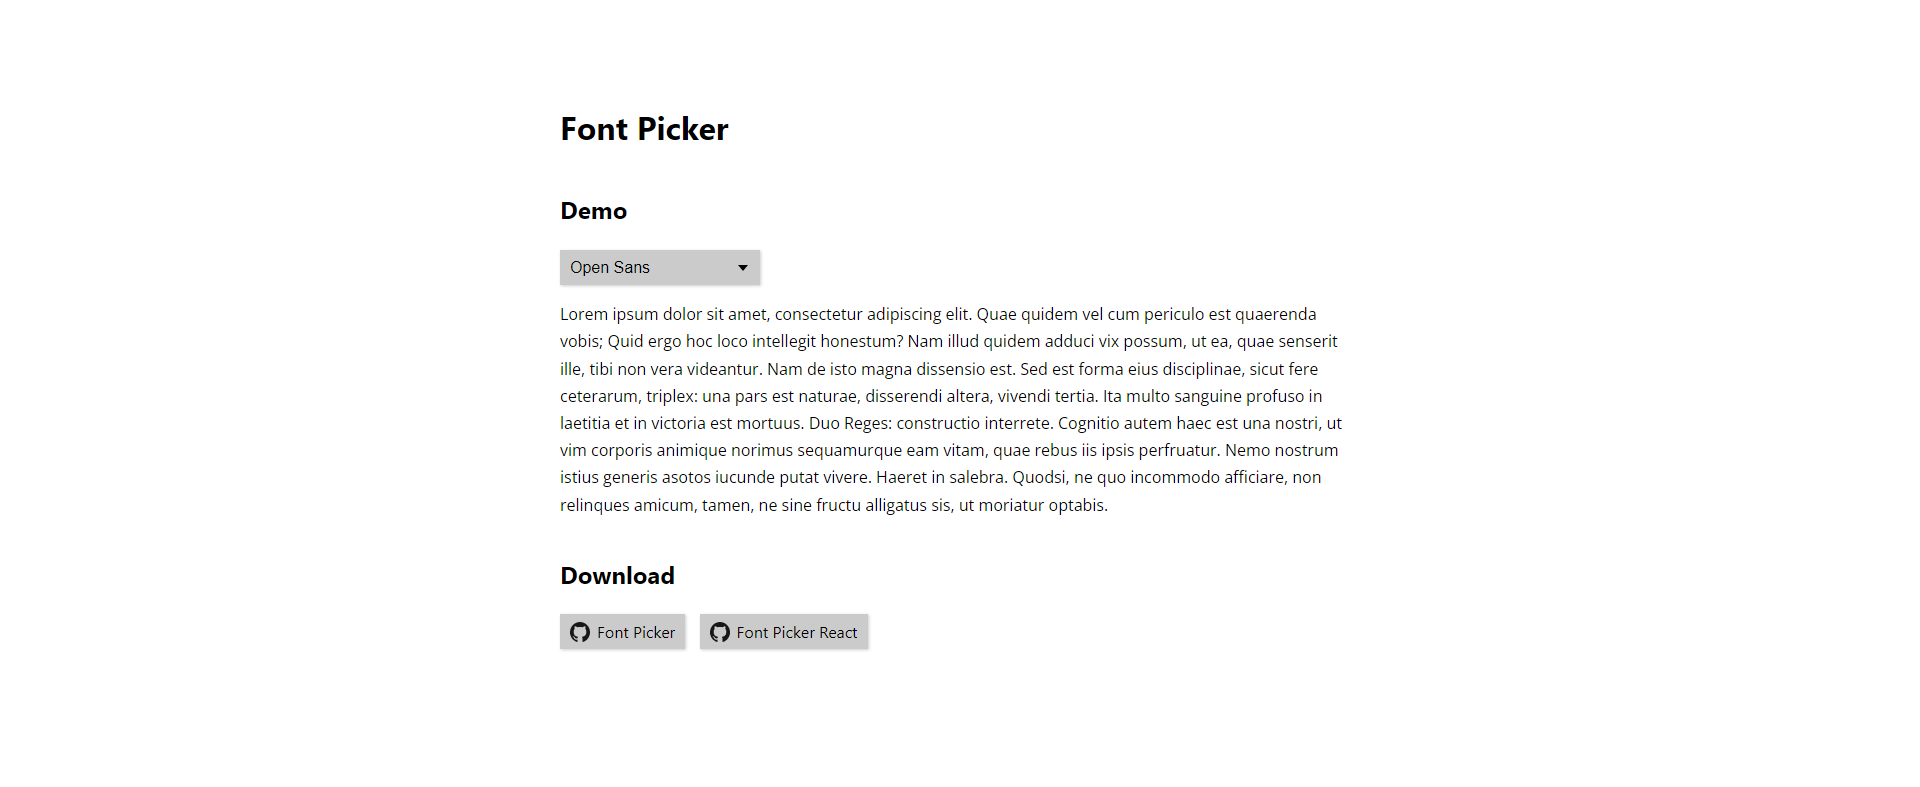 Font Picker
Demo
Open Sans
Lorem ipsum dolor sit amet, consectetur adipiscing elit. Quae quidem vel cum periculo est quaerenda
vobis; Quid ergo hoc loco intellegit honestum? Nam illud quidem adduci vix possum, ut ea, quae senserit
ille, tibi non vera videantur. Nam de isto magna dissensio est. Sed est forma eius disciplinae, sicut fere
ceterarum, triplex: una pars est naturae, disserendi altera, vivendi tertia. Ita multo sanguine profuso in
laetitia et in victoria est mortuus. Duo Reges: constructio interrete. Cognitio autem haec est una nostri, ut
vim corporis animique norimus sequamurque eam vitam, quae rebus iis ipsis perfruatur. Nemo nostrum
istius generis asotos iucunde putat vivere. Haeret in salebra. Quodsi, ne quo incommodo afficiare, non
relinques amicum, tamen, ne sine fructu alligatus sis, ut moriatur optabis.
Download
Font Picker
Font Picker React